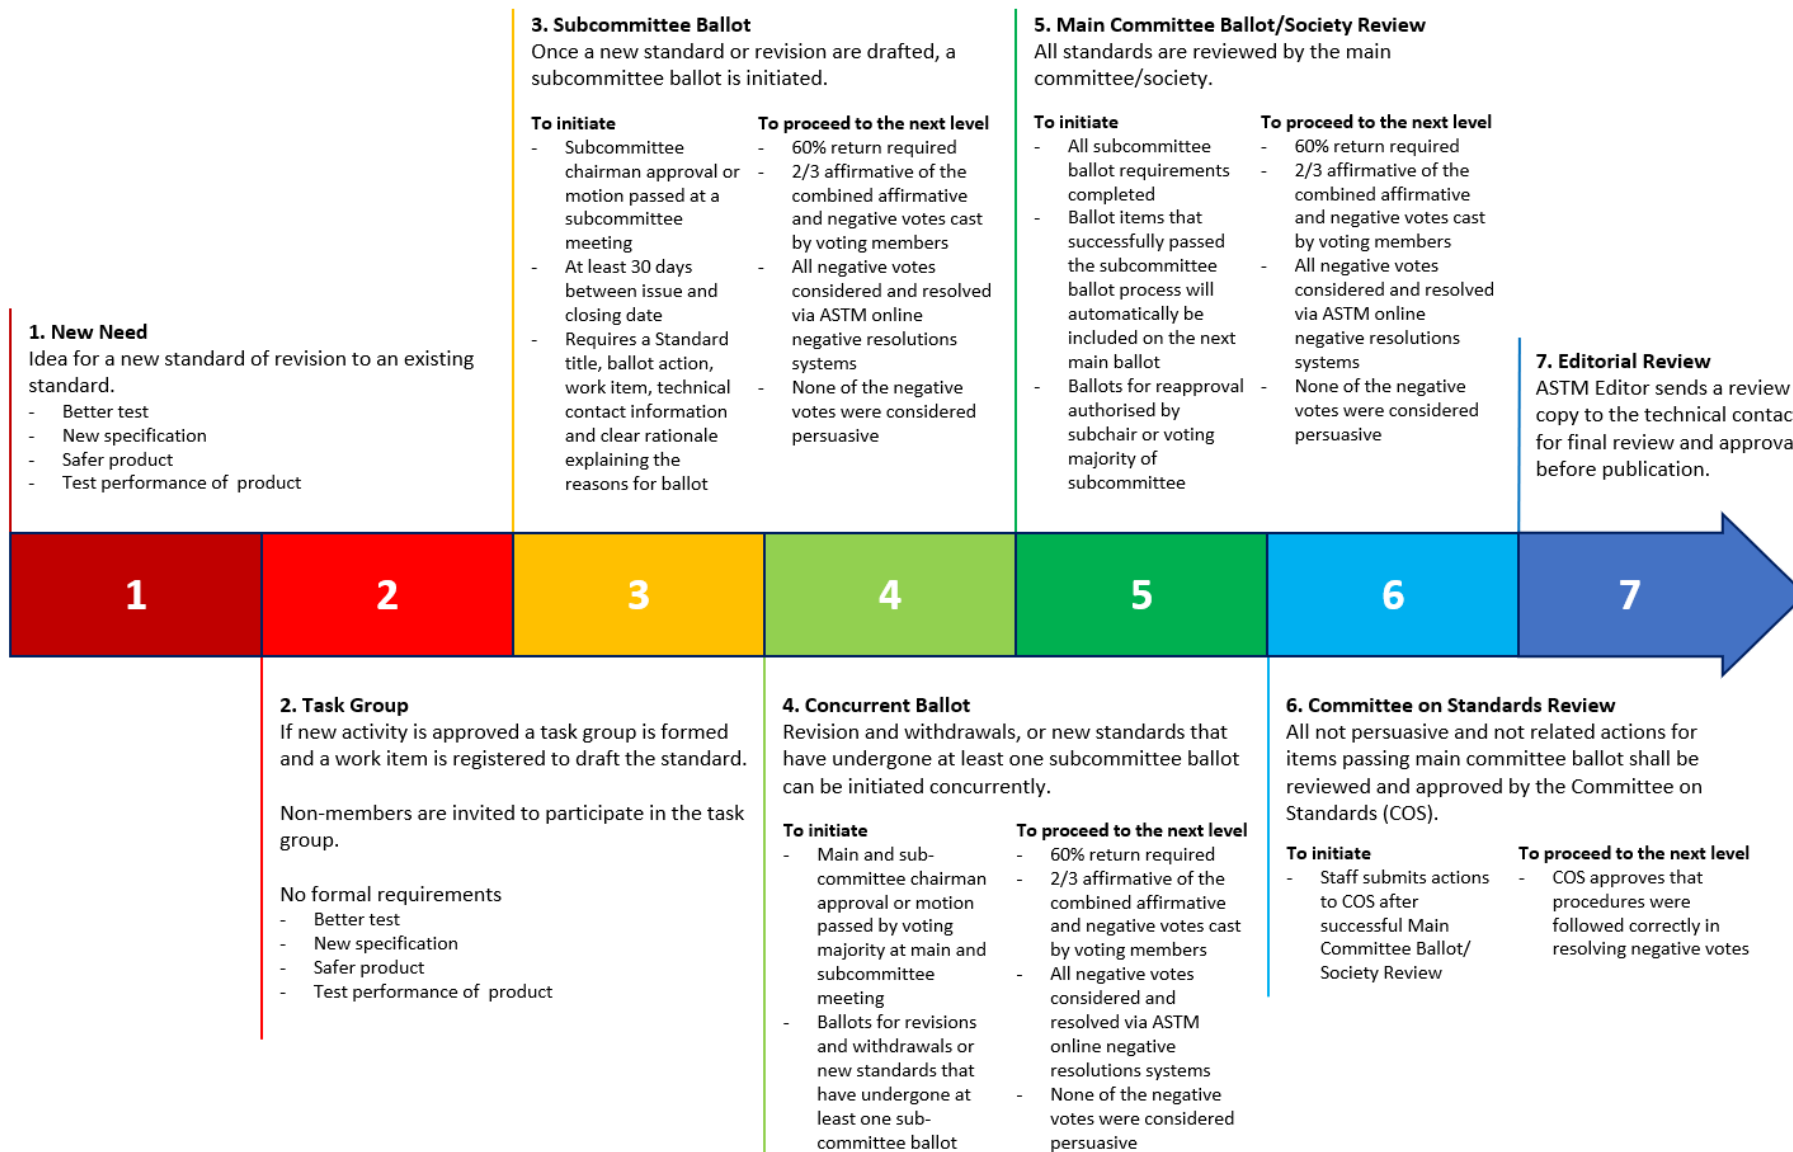 3. Subcommittee Ballot
Once a new standard or revision are drafted, a
subcommittee ballot is initiated.
To initiate
- Subcommittee
chairman approval or
motion passed at a
subcommittee
meeting
- At least 30 days
between issue and
closing date
- Requires a Standard
title, ballot action,
work item, technical
contact information
and clear rationale
explaining the
reasons for ballot
To proceed to the next level
- 60% return required
- 2/3 affirmative of the
combined affirmative
and negative votes cast
by voting members
- All negative votes
considered and resolved
via ASTM online
negative resolutions
systems
- None of the negative
votes were considered
persuasive
5. Main Committee Ballot/Society Review
All standards are reviewed by the main
committee/society.
To initiate
- All subcommittee
ballot requirements
completed
- Ballot items that
successfully passed
the subcommittee
ballot process will
automatically be
included on the next
main ballot
- Ballots for reapproval
authorised by
subchair or voting
majority of
subcommittee
To proceed to the next level
- 60% return required
- 2/3 affirmative of the
combined affirmative
and negative votes cast
by voting members
- All negative votes
considered and resolved
via ASTM online
negative resolutions
systems
- None of the negative
votes were considered
persuasive
1. New Need
Idea for a new standard of revision to an existing
standard.
- Better test
- New specification
- Safer product
- Test performance of product
7. Editorial Review
ASTM Editor sends a review
copy to the technical contac
for final review and approva
before publication.
1
2
3
4
5
6
7
2. Task Group
If new activity is approved a task group is formed
and a work item is registered to draft the standard.
Non-members are invited to participate in the task
group.
No formal requirements
- Better test
- New specification
- Safer product
- Test performance of product
4. Concurrent Ballot
Revision and withdrawals, or new standards that
have undergone at least one subcommittee ballot
can be initiated concurrently.
To initiate
- Main and sub-
committee chairman
approval or motion
passed by voting
majority at main and
subcommittee
meeting
- Ballots for revisions
and withdrawals or
new standards that
have undergone at
least one sub-
committee ballot
To proceed to the next level
- 60% return required
- 2/3 affirmative of the
combined affirmative
and negative votes cast
by voting members
- All negative votes
considered and
resolved via ASTM
online negative
resolutions systems
- None of the negative
votes were considered
persuasive
6. Committee on Standards Review
All not persuasive and not related actions for
items passing main committee ballot shall be
reviewed and approved by the Committee on
Standards (COS).
To initiate
- Staff submits actions
to COS after
successful Main
Committee Ballot/
Society Review
To proceed to the next level
- COS approves that
procedures were
followed correctly in
resolving negative votes